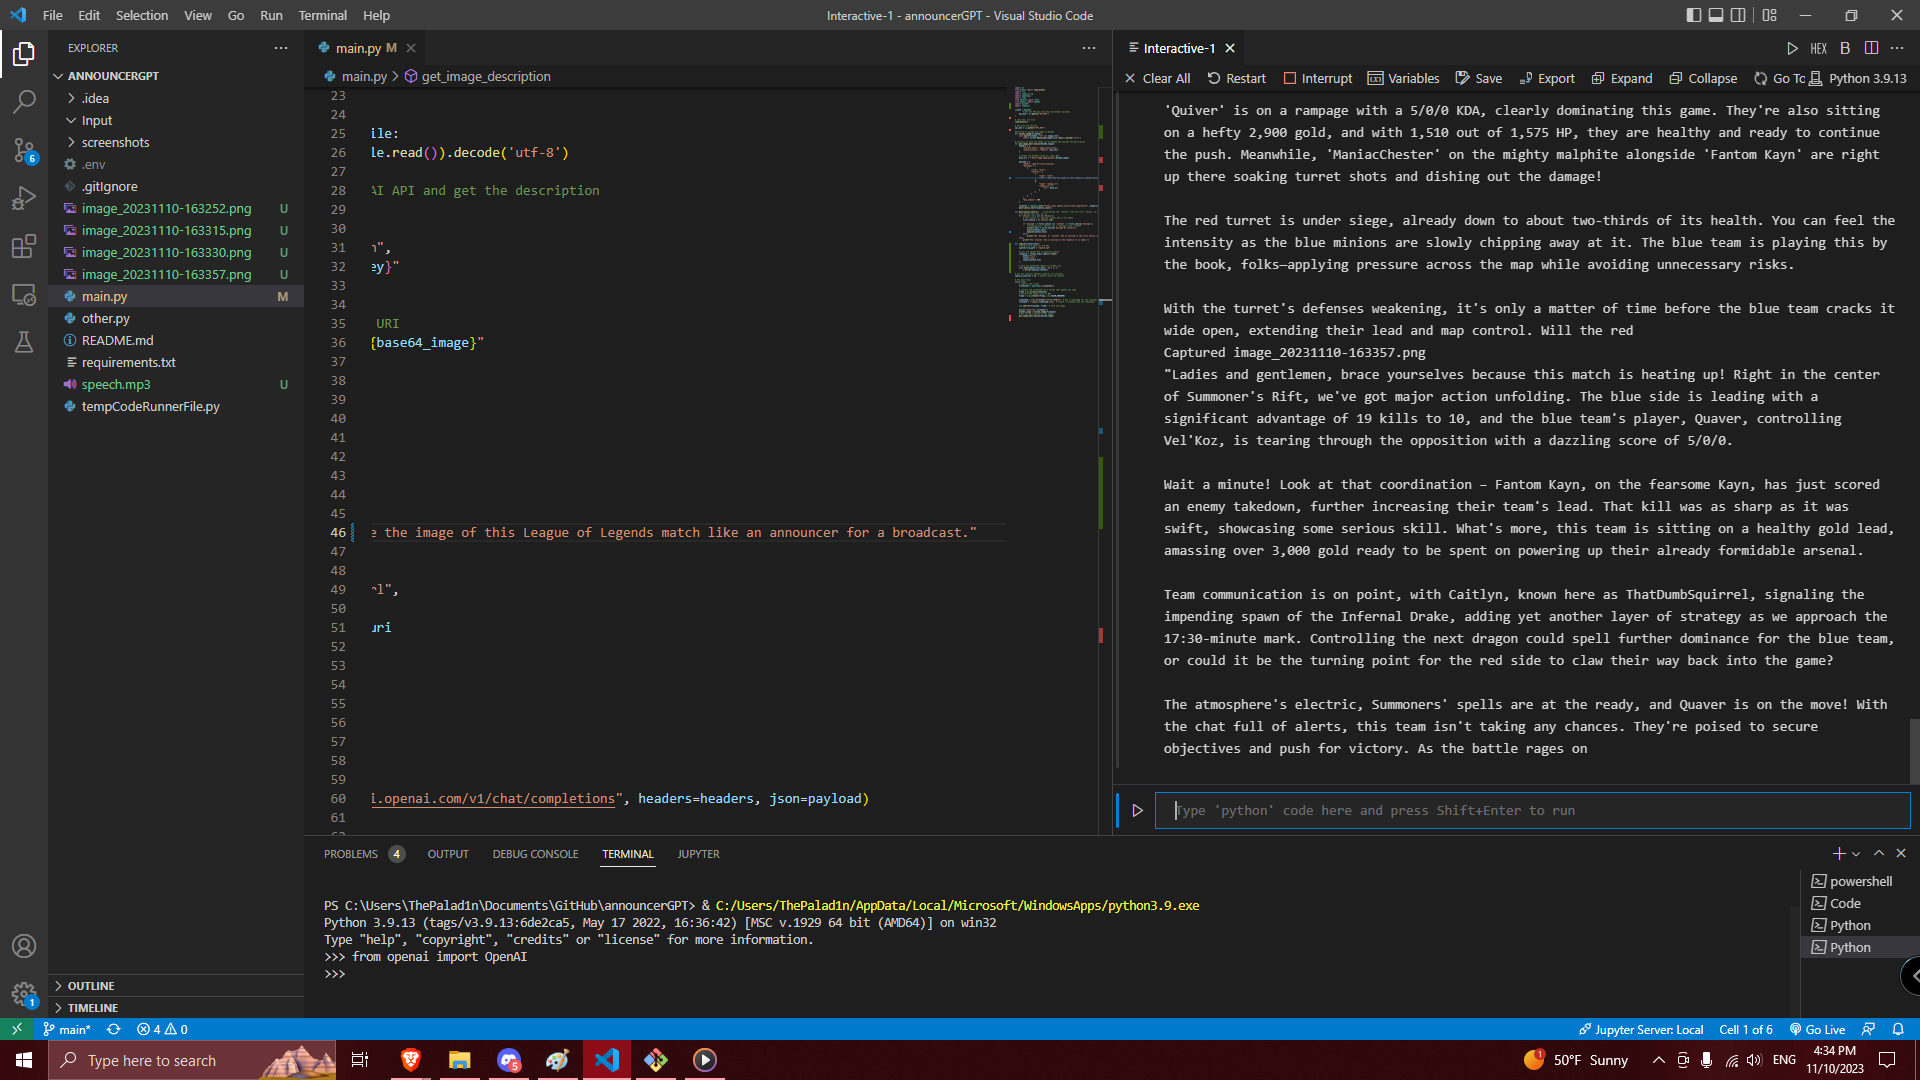 File Edit Selection View Go Run Terminal Help
Interactive-1 - announcerGPT - Visual Studio Code
EXPLORER
ANNOUNCERGPT
.idea
Input
screenshots
.env
.gitIgnore
image_20231110-163252.png U
image_20231110-163315.png U
image_20231110-163330.png U
image_20231110-163357.png U
main.py M
other.py
README.md
requirements.txt
speech.mp3 U
tempCodeRunnerFile.py
OUTLINE
TIMELINE
6
1
main.py M
main.py > get_image_description
23
24
25 ile:
26 le.read()).decode('utf-8')
27
28 AI API and get the description
29
30
31 n",
32 ey}"
33
34
35 URI
36 {base64_image}"
37
38
39
40
41
42
43
44
45
46 e the image of this League of Legends match like an announcer for a broadcast."
47
48
49 rl",
50
51 uri
52
53
54
55
56
57
58
59
60 i.openai.com/v1/chat/completions", headers=headers, json=payload)
61
Interactive-1
HEX B
Clear All Restart Interrupt Variables Save Export Expand Collapse Go To Python 3.9.13
'Quiver' is on a rampage with a 5/0/0 KDA, clearly dominating this game. They're also sitting
on a hefty 2,900 gold, and with 1,510 out of 1,575 HP, they are healthy and ready to continue
the push. Meanwhile, 'ManiacChester' on the mighty malphite alongside 'Fantom Kayn' are right
up there soaking turret shots and dishing out the damage!
The red turret is under siege, already down to about two-thirds of its health. You can feel the
intensity as the blue minions are slowly chipping away at it. The blue team is playing this by
the book, folks—applying pressure across the map while avoiding unnecessary risks.
With the turret's defenses weakening, it's only a matter of time before the blue team cracks it
wide open, extending their lead and map control. Will the red
Captured image_20231110-163357.png
"Ladies and gentlemen, brace yourselves because this match is heating up! Right in the center
of Summoner's Rift, we've got major action unfolding. The blue side is leading with a
significant advantage of 19 kills to 10, and the blue team's player, Quaver, controlling
Vel'Koz, is tearing through the opposition with a dazzling score of 5/0/0.
Wait a minute! Look at that coordination – Fantom Kayn, on the fearsome Kayn, has just scored
an enemy takedown, further increasing their team's lead. That kill was as sharp as it was
swift, showcasing some serious skill. What's more, this team is sitting on a healthy gold lead,
amassing over 3,000 gold ready to be spent on powering up their already formidable arsenal.
Team communication is on point, with Caitlyn, known here as ThatDumbSquirrel, signaling the
impending spawn of the Infernal Drake, adding yet another layer of strategy as we approach the
17:30-minute mark. Controlling the next dragon could spell further dominance for the blue team,
or could it be the turning point for the red side to claw their way back into the game?
The atmosphere's electric, Summoners' spells are at the ready, and Quaver is on the move! With
the chat full of alerts, this team isn't taking any chances. They're poised to secure
objectives and push for victory. As the battle rages on
Type 'python' code here and press Shift+Enter to run
PROBLEMS 4 OUTPUT DEBUG CONSOLE TERMINAL JUPYTER
PS C:\Users\ThePalad1n\Documents\GitHub\announcerGPT> & C:/Users/ThePalad1n/AppData/Local/Microsoft/WindowsApps/python3.9.exe
Python 3.9.13 (tags/v3.9.13:6de2ca5, May 17 2022, 16:36:42) [MSC v.1929 64 bit (AMD64)] on win32
Type "help", "copyright", "credits" or "license" for more information.
>>> from openai import OpenAI
>>>
powershell
Code
Python
Python
main* 4 0
Jupyter Server: Local Cell 1 of 6 Go Live
Type here to search
5
1
50°F Sunny
ENG
4:34 PM
11/10/2023